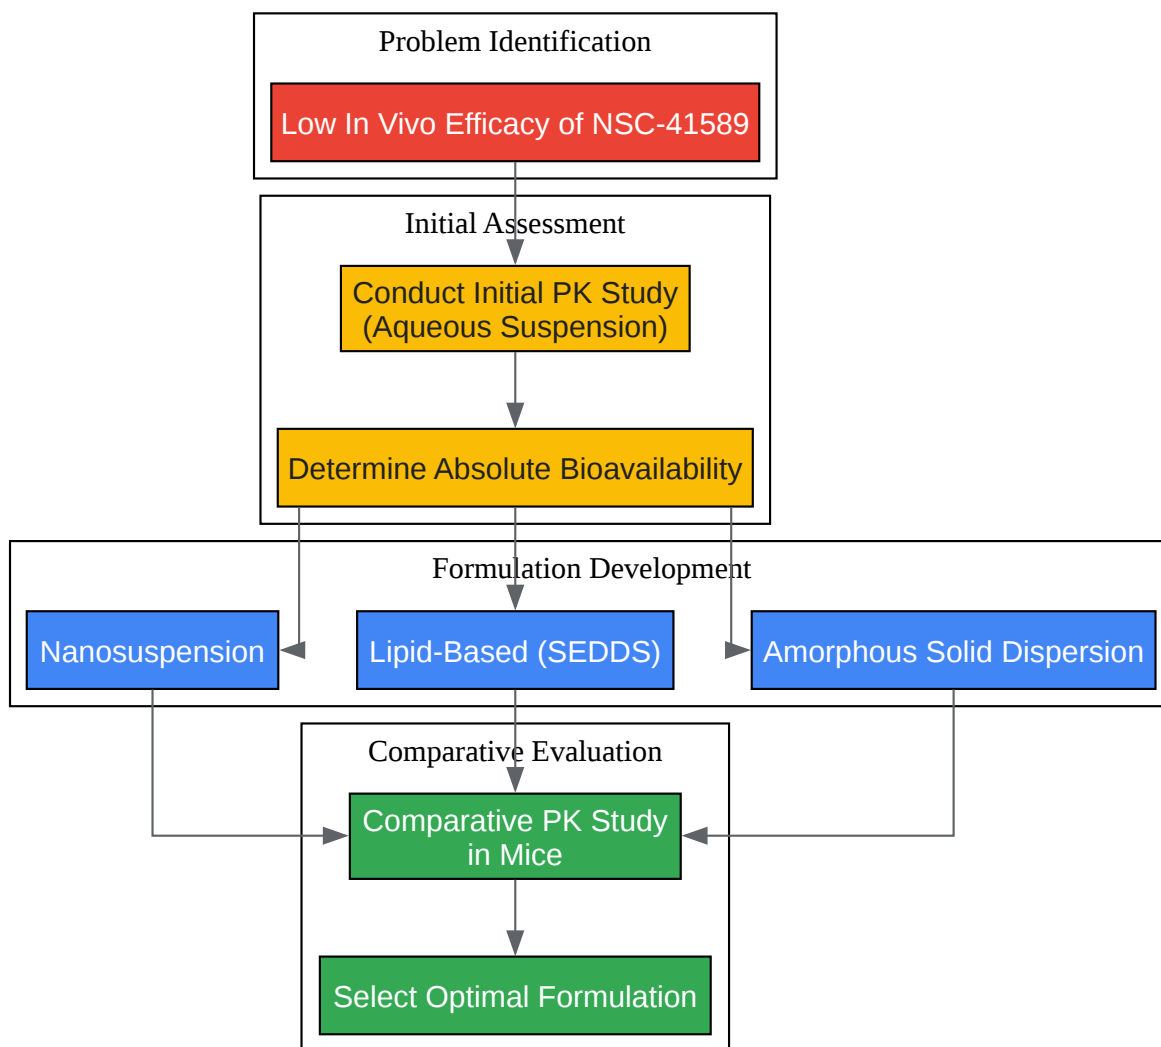 Problem Identification
Low In Vivo Efficacy of NSC-41589
Initial Assessment
Conduct Initial PK Study
(Aqueous Suspension)
Determine Absolute Bioavailability
Formulation Development
Nanosuspension
Lipid-Based (SEDDS)
Amorphous Solid Dispersion
Comparative Evaluation
Comparative PK Study
in Mice
Select Optimal Formulation